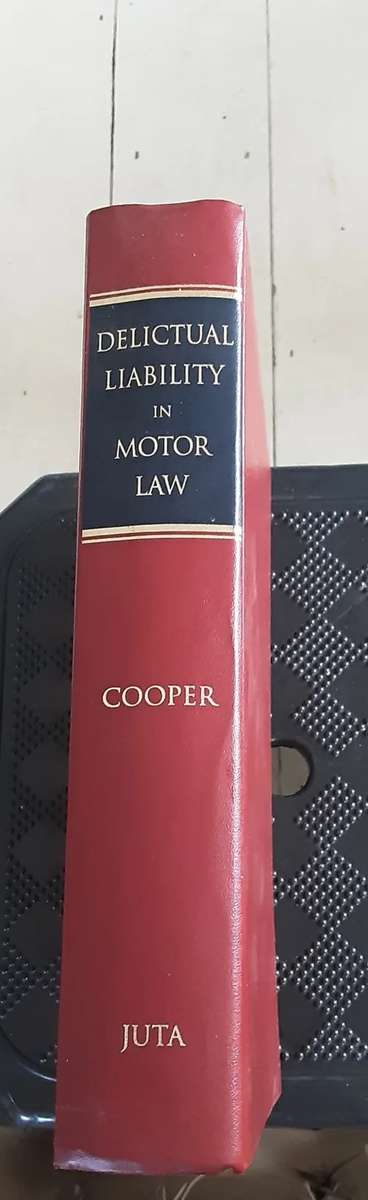 DELICTUAL
LIABILITY
IN
MOTOR
LAW
COOPER
JUTA